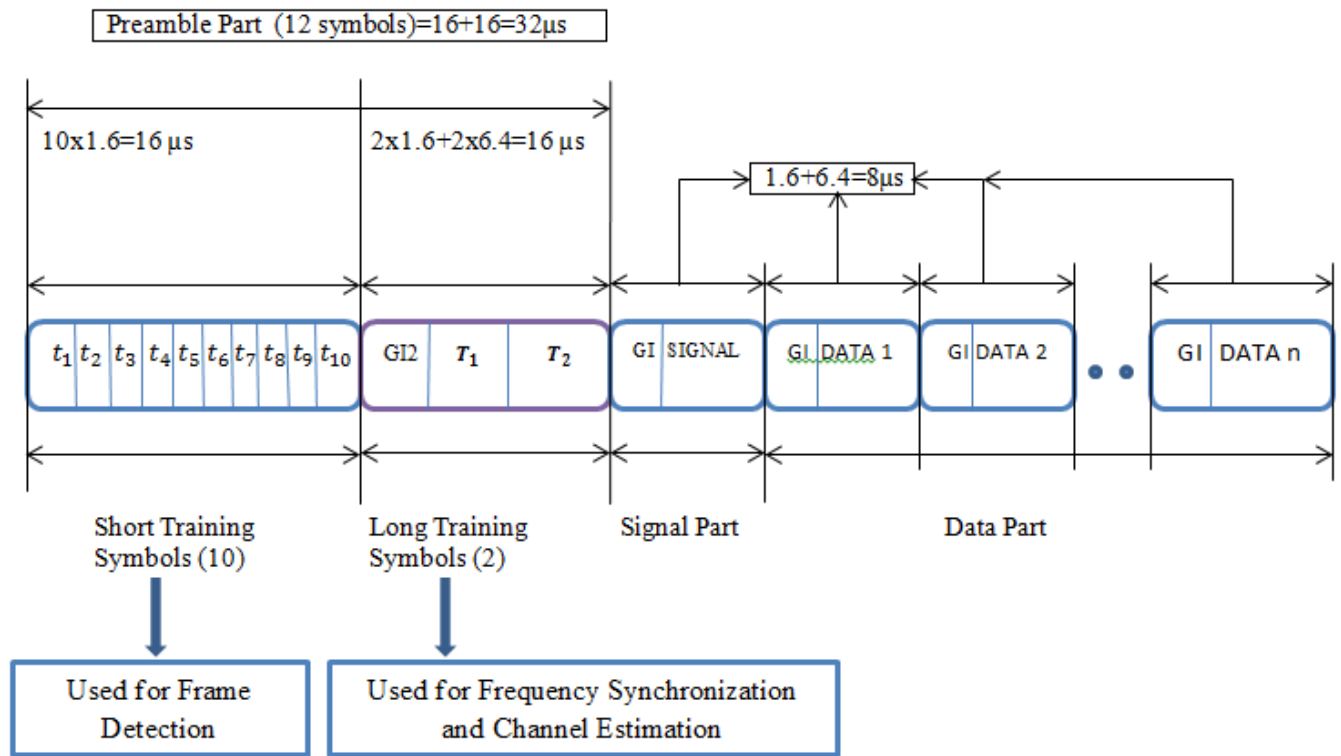 Preamble Part (12 symbols)=16+16=32µs
10x1.6=16 µs
2x1.6+2x6.4=16 µs
1.6+6.4=8µs
t₁ t₂ t₃ t₄ t₅ t₆ t₇ t₈ t₉ t₁₀ GI2 T₁ T₂ GI SIGNAL GI DATA 1 GI DATA 2 GI DATA n
Short Training
Symbols (10)
Long Training
Symbols (2)
Signal Part
Data Part
Used for Frame
Detection
Used for Frequency Synchronization
and Channel Estimation